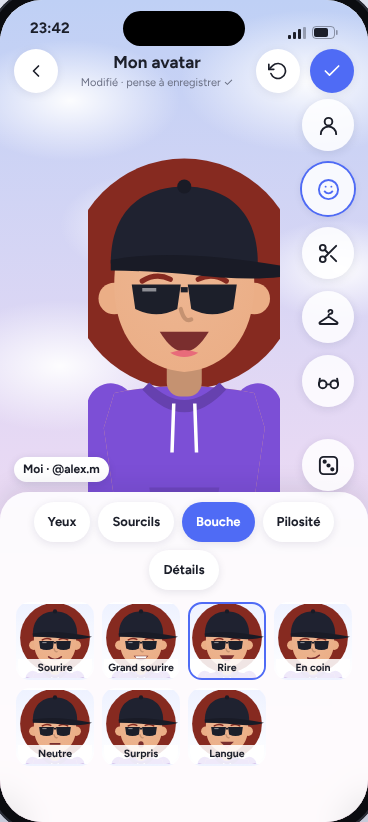 23:42
Mon avatar
Modifié · pense à enregistrer ✓
Moi · @alex.m
Yeux
Sourcils
Bouche
Pilosité
Détails
Sourire
Grand sourire
Rire
En coin
Neutre
Surpris
Langue